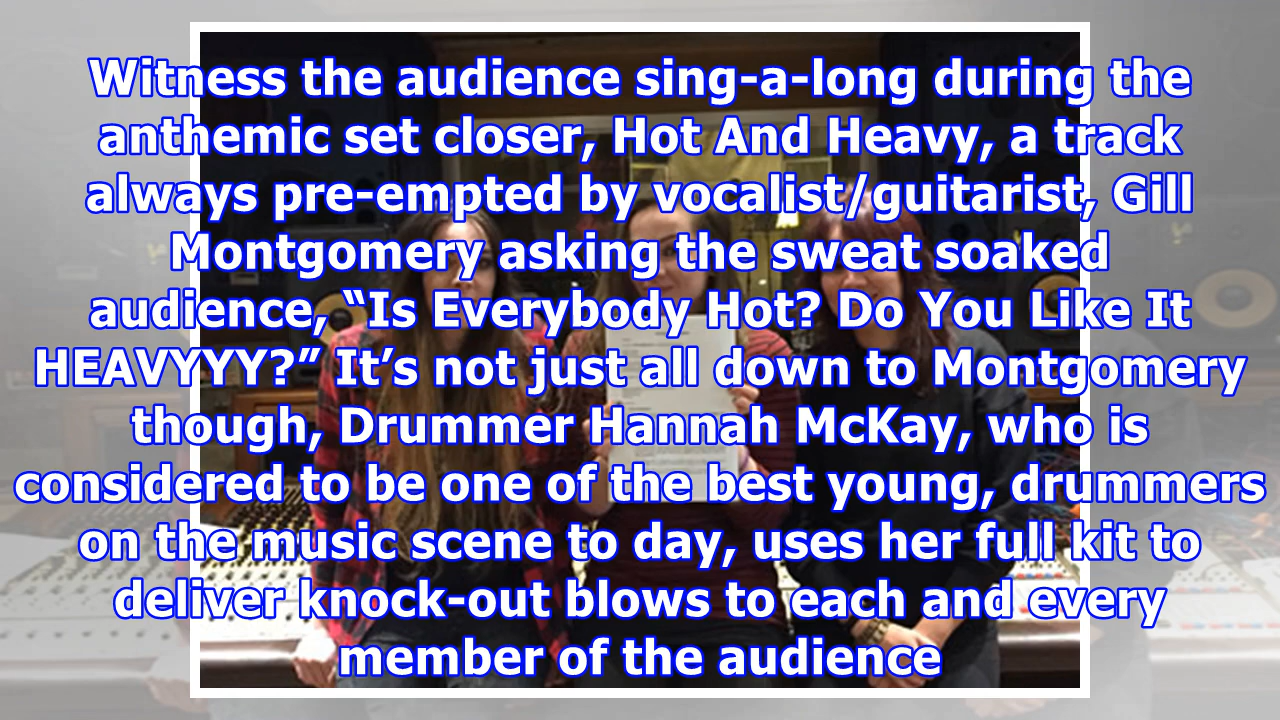 Witness the audience sing-a-long during the
anthemic set closer, Hot And Heavy, a track
always pre-empted by vocalist/guitarist, Gill
Montgomery asking the sweat soaked
audience, “Is Everybody Hot? Do You Like It
HEAVYYY?” It’s not just all down to Montgomery
though, Drummer Hannah McKay, who is
considered to be one of the best young, drummers
on the music scene to day, uses her full kit to
deliver knock-out blows to each and every
member of the audience